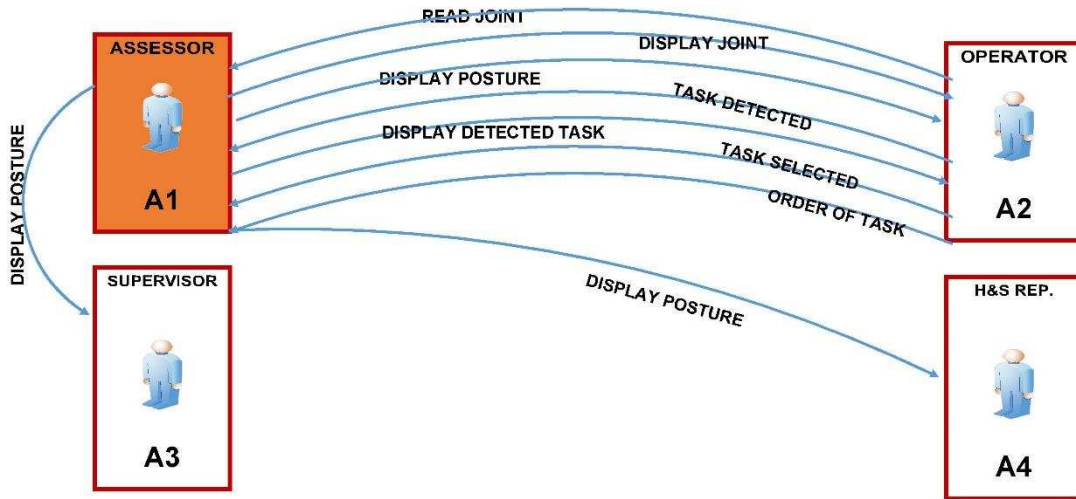 READ JOINT
ASSESSOR
DISPLAY JOINT
OPERATOR
DISPLAY POSTURE
TASK DETECTED
DISPLAY DETECTED TASK
TASK SELECTED
A1
A2
ORDER OF TASK
DISPLAY POSTURE
SUPERVISOR
DISPLAY POSTURE
H&S REP.
A3
A4